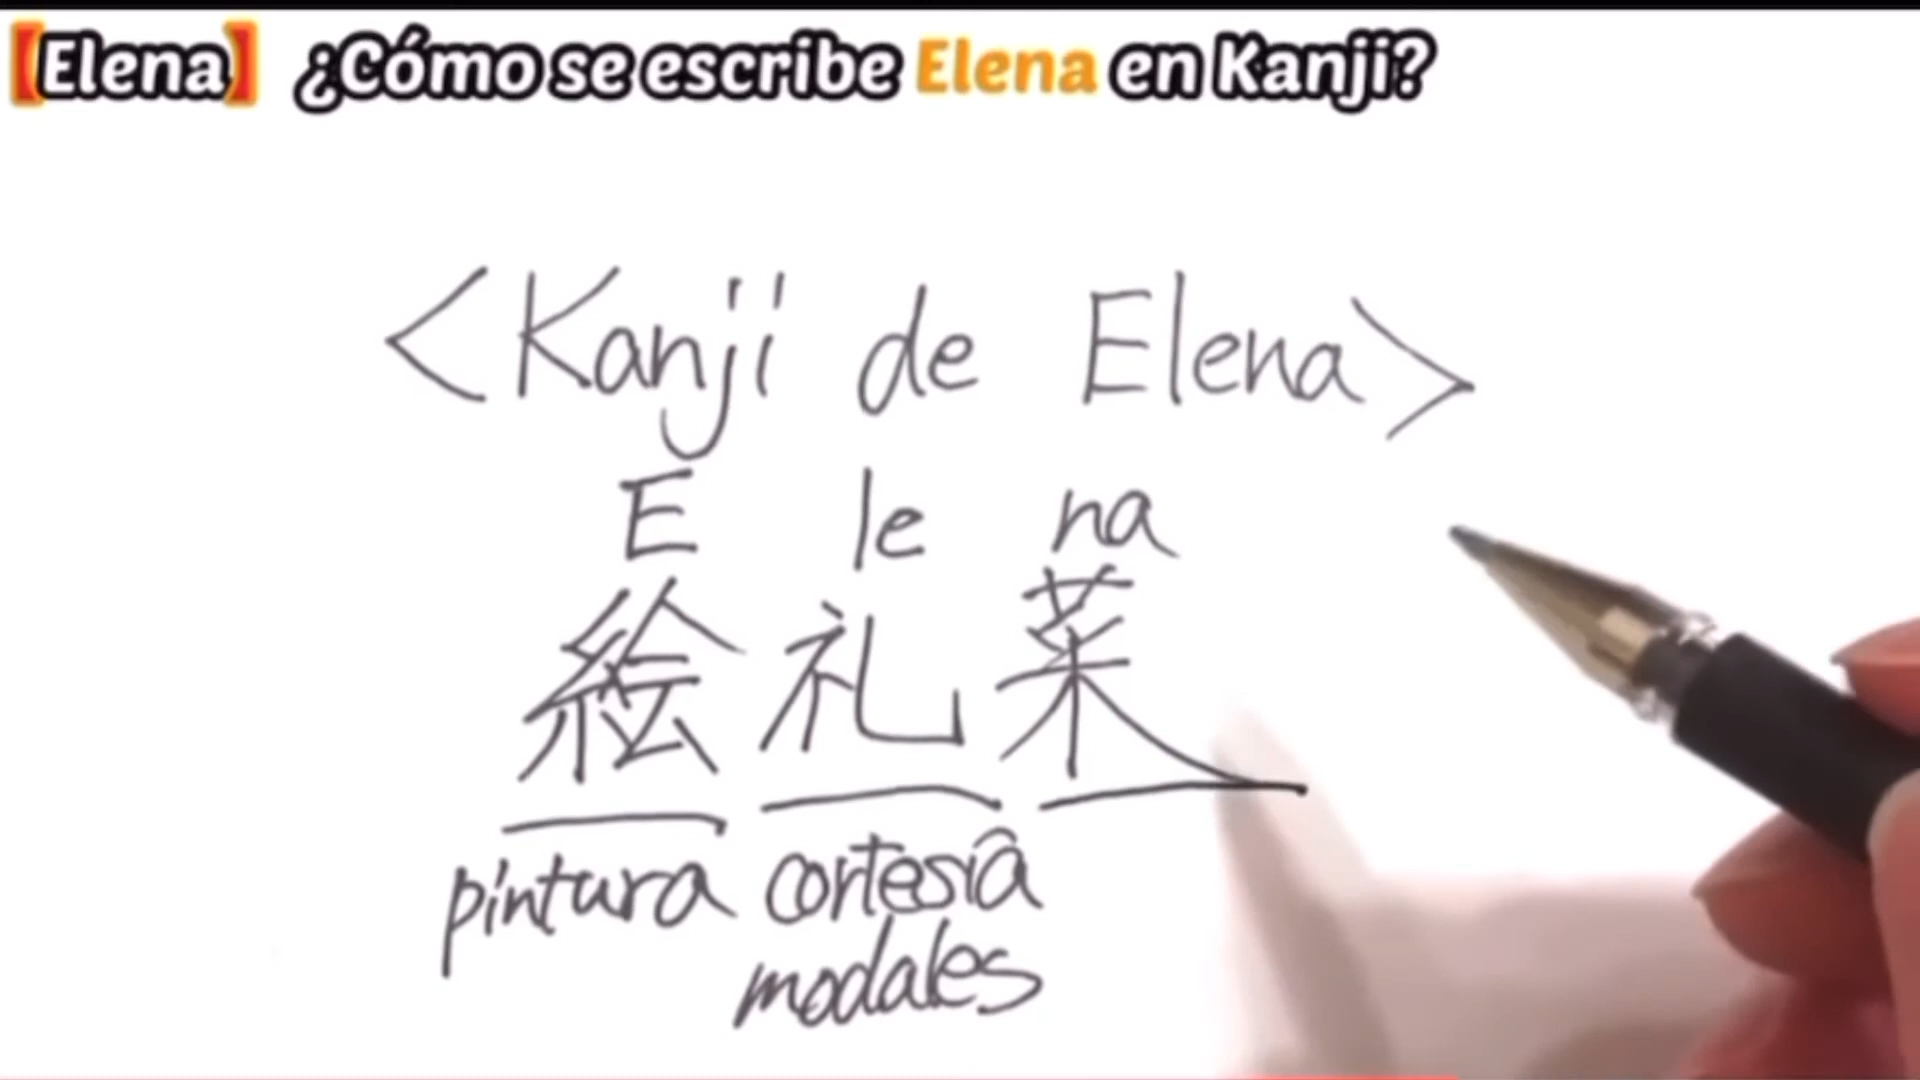 【Elena】 ¿Cómo se escribe Elena en Kanji?
<Kanji de Elena>
E le na
絵 礼 菜
pintura cortesía
modales